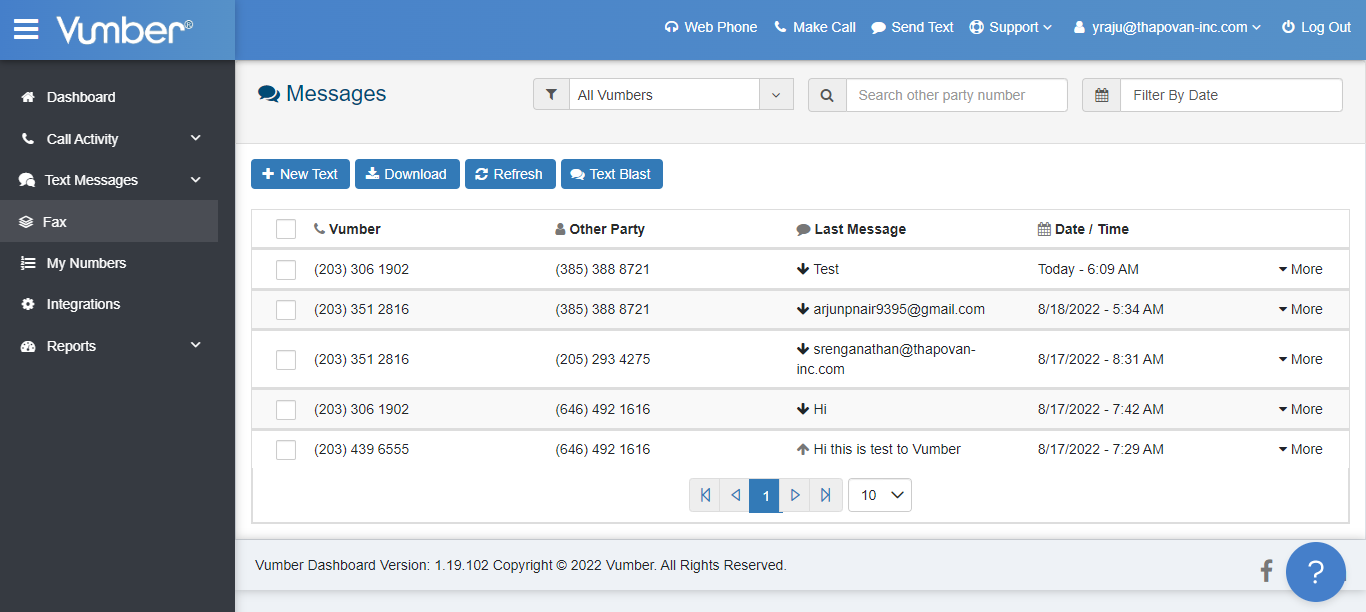 Vumber®
Web Phone Make Call Send Text Support yraju@thapovan-inc.com Log Out
Dashboard
Call Activity
Text Messages
Fax
My Numbers
Integrations
Reports
Messages
All Vumbers
Search other party number
Filter By Date
New Text Download Refresh Text Blast
Vumber Other Party Last Message Date / Time
(203) 306 1902 (385) 388 8721 Test Today - 6:09 AM More
(203) 351 2816 (385) 388 8721 arjunpnair9395@gmail.com 8/18/2022 - 5:34 AM More
(203) 351 2816 (205) 293 4275 srenganathan@thapovan-
inc.com 8/17/2022 - 8:31 AM More
(203) 306 1902 (646) 492 1616 Hi 8/17/2022 - 7:42 AM More
(203) 439 6555 (646) 492 1616 Hi this is test to Vumber 8/17/2022 - 7:29 AM More
1 10
Vumber Dashboard Version: 1.19.102 Copyright © 2022 Vumber. All Rights Reserved.
?